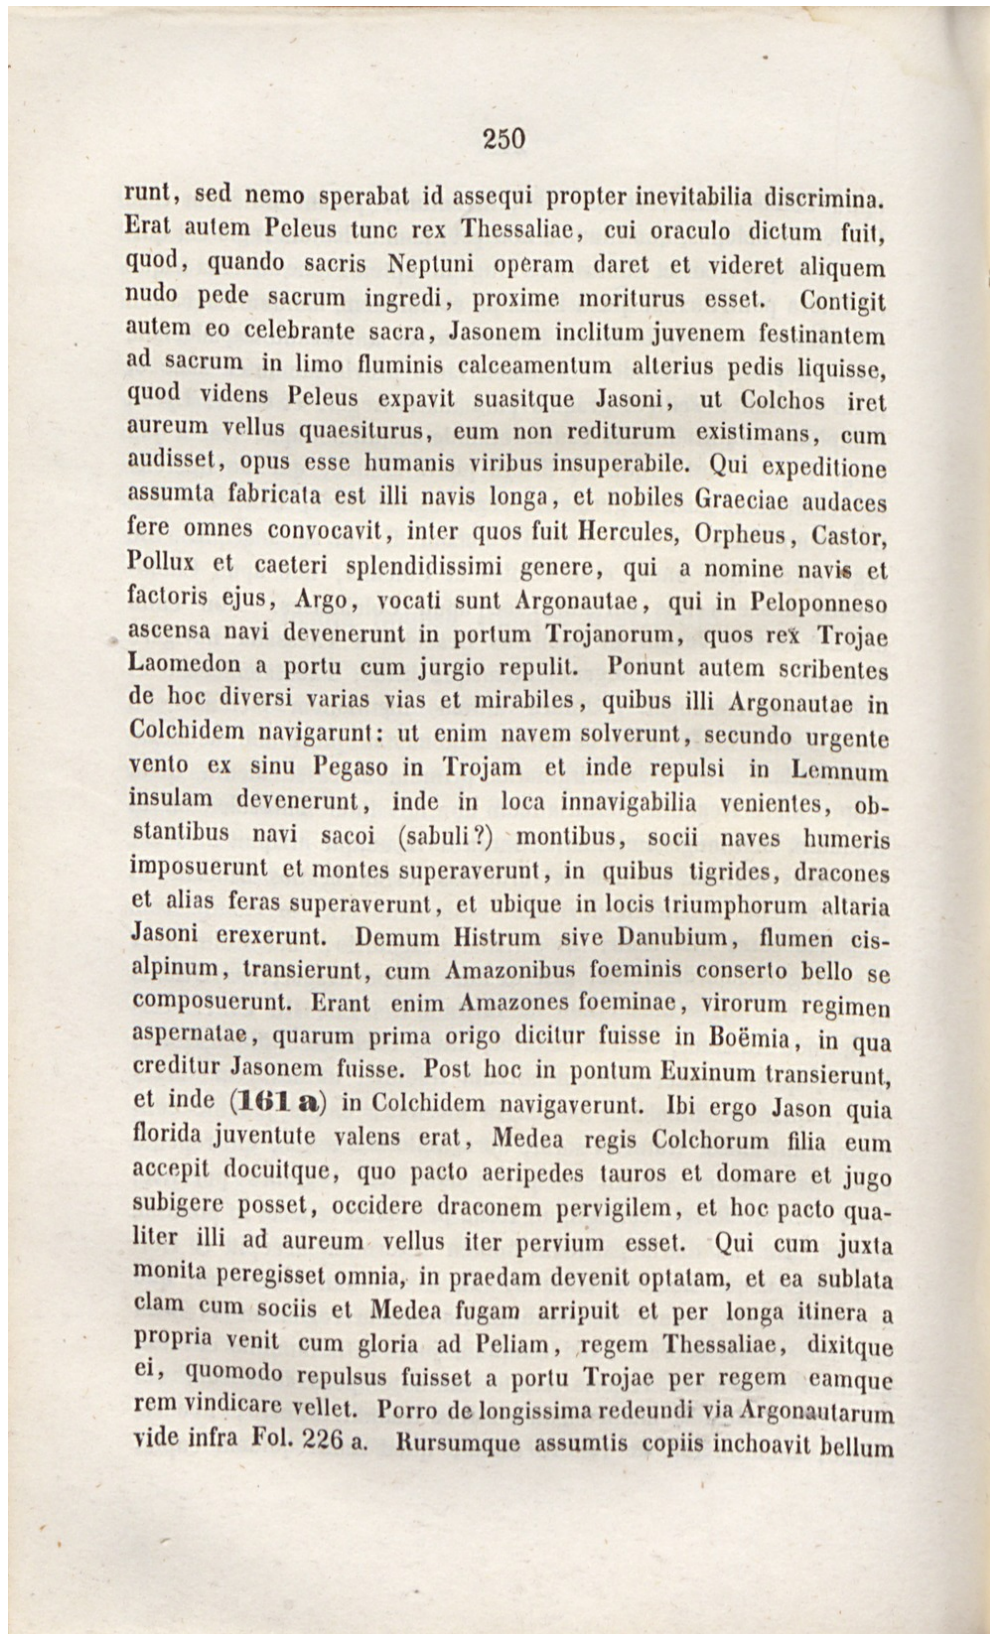 250
runt, sed nemo sperabat id assequi propter inevitabilia discrimina.
Erat autem Peleus tunc rex Thessaliae, cui oraculo dictum fuit,
quod, quando sacris Neptuni operam daret et videret aliquem
nudo pede sacrum ingredi, proxime moriturus esset. Contigit
autem eo celebrante sacra, Jasonem inclitum juvenem festinantem
ad sacrum in limo fluminis calceamentum alterius pedis liquisse,
quod videns Peleus expavit suasitque Jasoni, ut Colchos iret
aureum vellus quaesiturus, eum non rediturum existimans, cum
audisset, opus esse humanis viribus insuperabile. Qui expeditione
assumta fabricata est illi navis longa, et nobiles Graeciae audaces
fere omnes convocavit, inter quos fuit Hercules, Orpheus, Castor,
Pollux et caeteri splendidissimi genere, qui a nomine navis et
factoris ejus, Argo, vocati sunt Argonautae, qui in Peloponneso
ascensa navi devenerunt in portum Trojanorum, quos rex Trojae
Laomedon a portu cum jurgio repulit. Ponunt autem scribentes
de hoc diversi varias vias et mirabiles, quibus illi Argonautae in
Colchidem navigarunt: ut enim navem solverunt, secundo urgente
vento ex sinu Pegaso in Trojam et inde repulsi in Lemnum
insulam devenerunt, inde in loca innavigabilia venientes, ob-
stantibus navi sacoi (sabuli?) montibus, socii naves humeris
imposuerunt et montes superaverunt, in quibus tigrides, dracones
et alias feras superaverunt, et ubique in locis triumphorum altaria
Jasoni erexerunt. Demum Histrum sive Danubium, flumen cis-
alpinum, transierunt, cum Amazonibus foeminis conserto bello se
composuerunt. Erant enim Amazones foeminae, virorum regimen
aspernatae, quarum prima origo dicitur fuisse in Boëmia, in qua
creditur Jasonem fuisse. Post hoc in pontum Euxinum transierunt,
et inde (161 a) in Colchidem navigaverunt. Ibi ergo Jason quia
florida juventute valens erat, Medea regis Colchorum filia eum
accepit docuitque, quo pacto aeripedes tauros et domare et jugo
subigere posset, occidere draconem pervigilem, et hoc pacto qua-
liter illi ad aureum vellus iter pervium esset. Qui cum juxta
monita peregisset omnia, in praedam devenit optatam, et ea sublata
clam cum sociis et Medea fugam arripuit et per longa itinera a
propria venit cum gloria ad Peliam, regem Thessaliae, dixitque
ei, quomodo repulsus fuisset a portu Trojae per regem eamque
rem vindicare vellet. Porro de longissima redeundi via Argonautarum
vide infra Fol. 226 a. Rursumque assumtis copiis inchoavit bellum